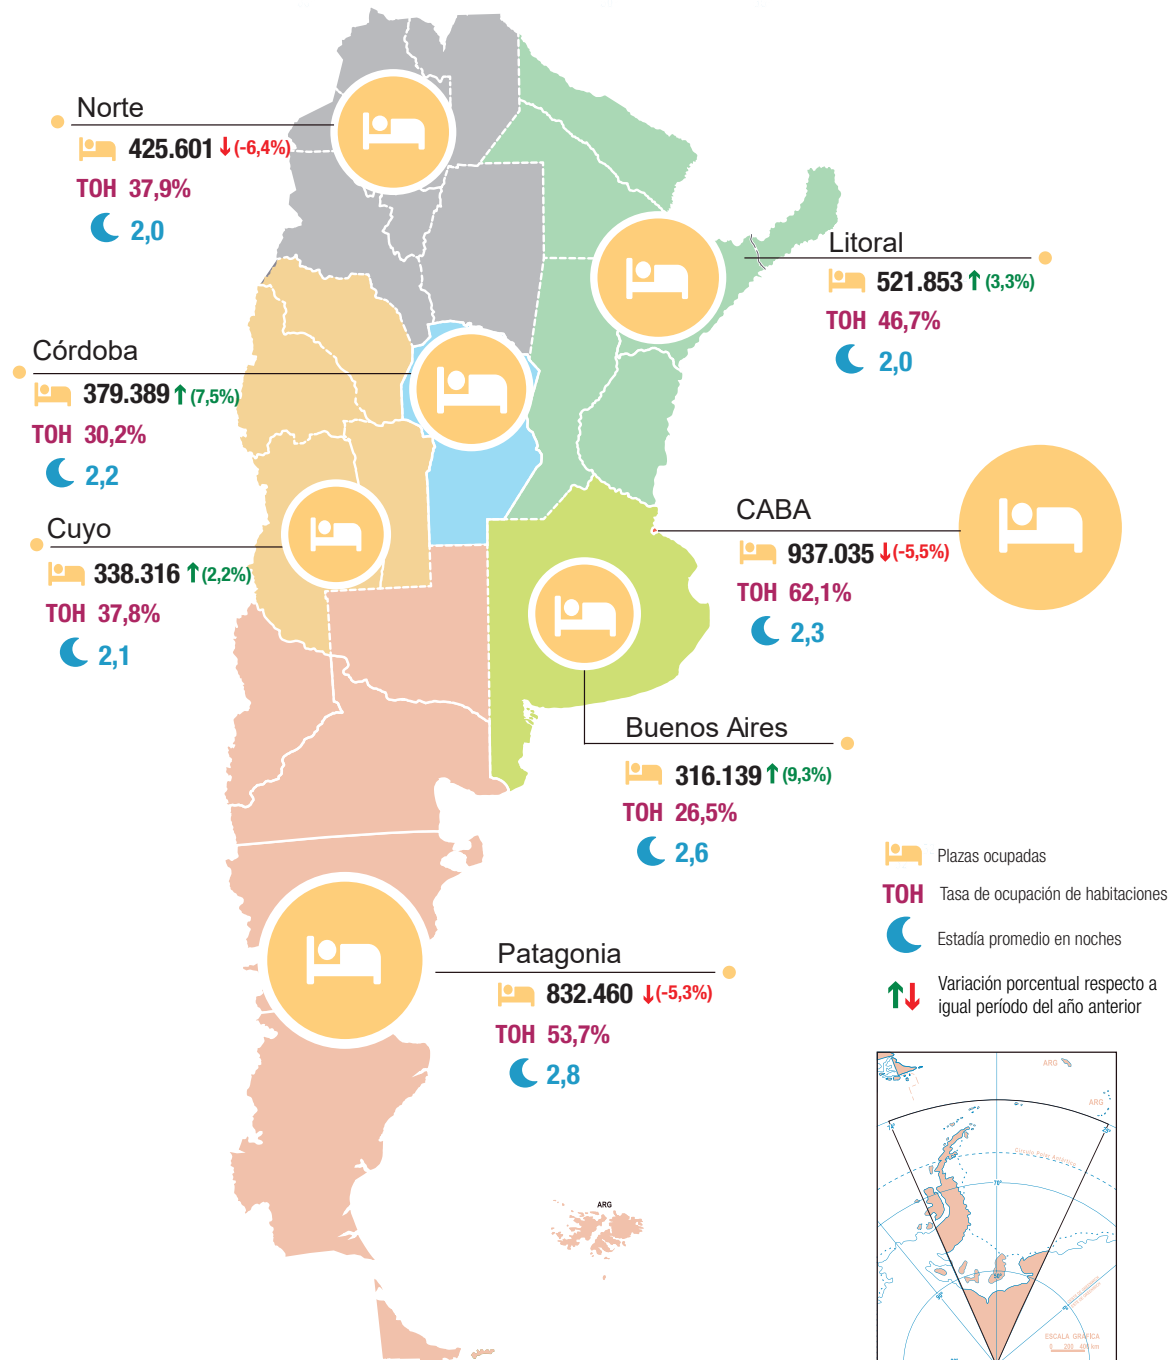 Norte
425.601 ↓(-6,4%)
TOH 37,9%
2,0
Litoral
521.853 ↑(3,3%)
TOH 46,7%
2,0
Córdoba
379.389 ↑(7,5%)
TOH 30,2%
2,2
CABA
937.035 ↓(-5,5%)
TOH 62,1%
2,3
Cuyo
338.316 ↑(2,2%)
TOH 37,8%
2,1
Buenos Aires
316.139 ↑(9,3%)
TOH 26,5%
2,6
Patagonia
832.460 ↓(-5,3%)
TOH 53,7%
2,8
Plazas ocupadas
TOH Tasa de ocupación de habitaciones
Estadía promedio en noches
Variación porcentual respecto a
igual período del año anterior
ARG
ARG
ARG
Círculo Polar Antártico
70°
ESCALA GRÁFICA